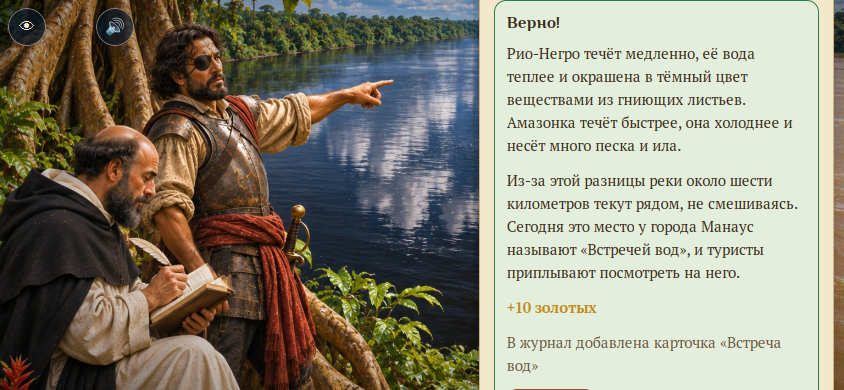 Верно!
Рио-Негро течёт медленно, её вода
теплее и окрашена в тёмный цвет
веществами из гниющих листьев.
Амазонка течёт быстрее, она холоднее и
несёт много песка и ила.
Из-за этой разницы реки около шести
километров текут рядом, не смешиваясь.
Сегодня это место у города Манаус
называют «Встречей вод», и туристы
приплывают посмотреть на него.
+10 золотых
В журнал добавлена карточка «Встреча
вод»